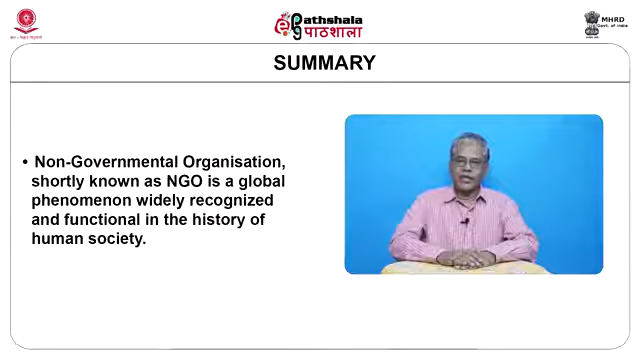 Pathshala
पाठशाला
MHRD
Govt. of India
SUMMARY
• Non-Governmental Organisation,
shortly known as NGO is a global
phenomenon widely recognized
and functional in the history of
human society.